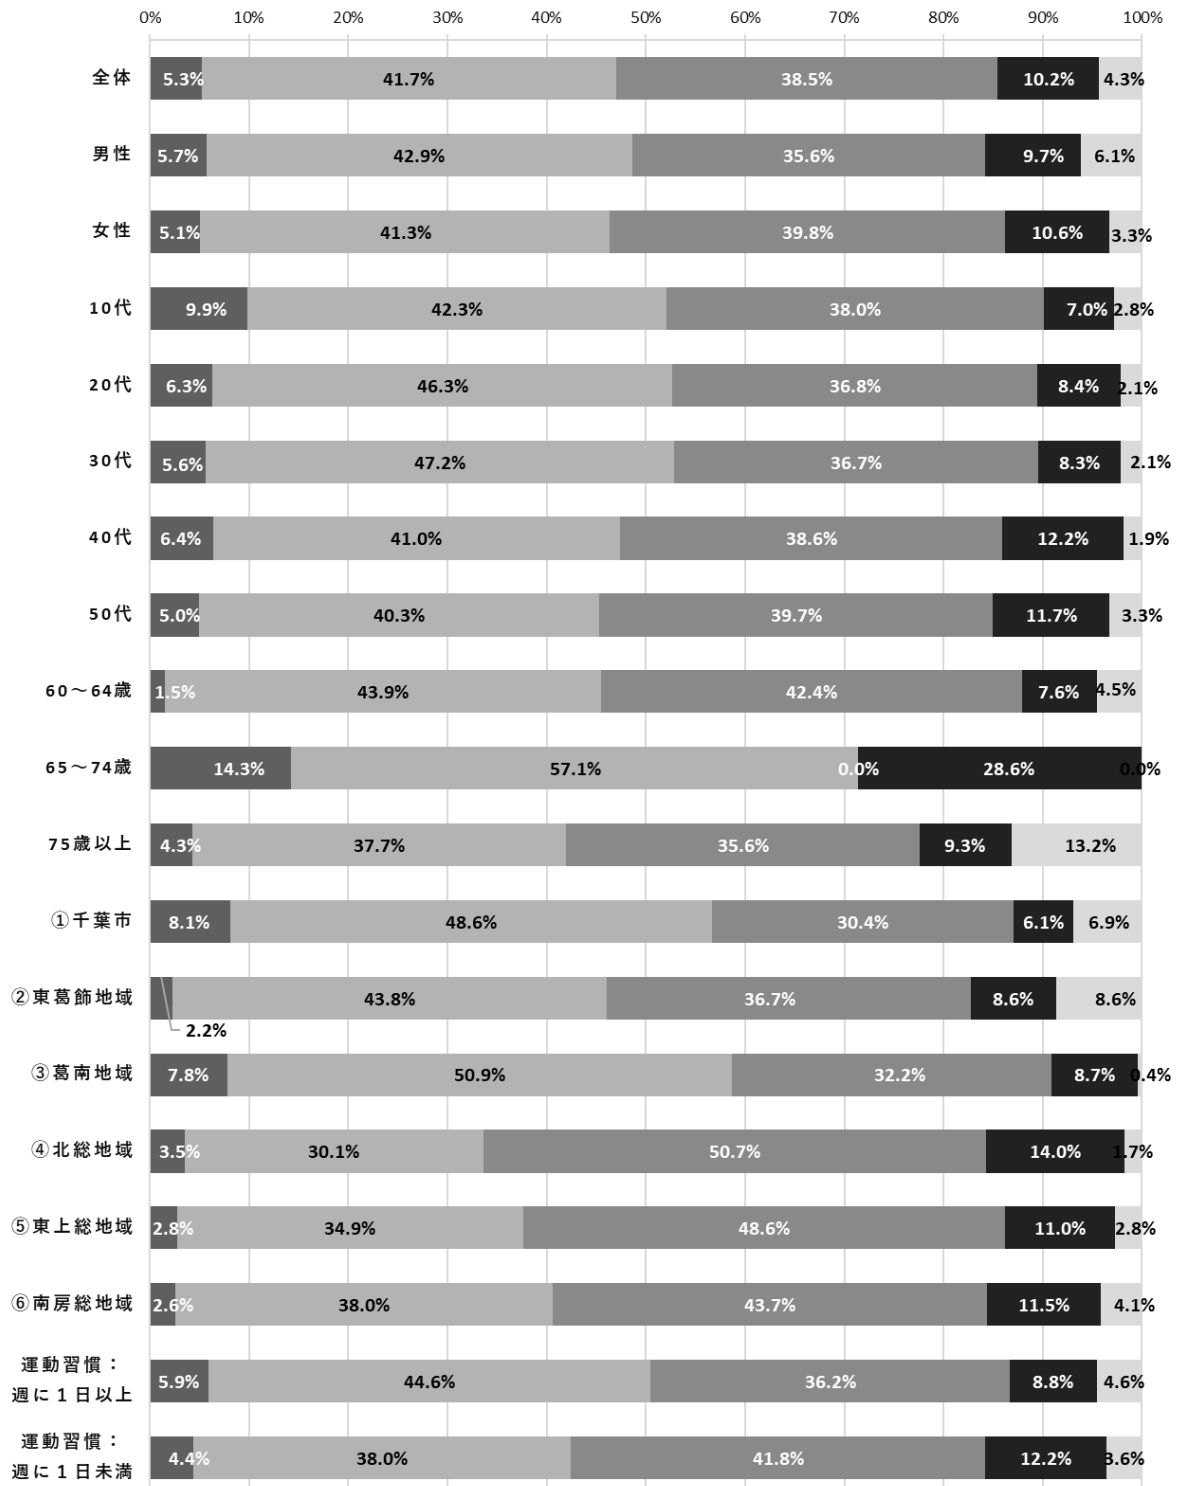 0% 10% 20% 30% 40% 50% 60% 70% 80% 90% 100%
全体 5.3% 41.7% 38.5% 10.2% 4.3%
男性 5.7% 42.9% 35.6% 9.7% 6.1%
女性 5.1% 41.3% 39.8% 10.6% 3.3%
10代 9.9% 42.3% 38.0% 7.0% 2.8%
20代 6.3% 46.3% 36.8% 8.4% 2.1%
30代 5.6% 47.2% 36.7% 8.3% 2.1%
40代 6.4% 41.0% 38.6% 12.2% 1.9%
50代 5.0% 40.3% 39.7% 11.7% 3.3%
60～64歳 1.5% 43.9% 42.4% 7.6% 4.5%
65～74歳 14.3% 57.1% 0.0% 28.6% 0.0%
75歳以上 4.3% 37.7% 35.6% 9.3% 13.2%
①千葉市 8.1% 48.6% 30.4% 6.1% 6.9%
②東葛飾地域 43.8% 36.7% 8.6% 8.6%
2.2%
③葛南地域 7.8% 50.9% 32.2% 8.7% 0.4%
④北総地域 3.5% 30.1% 50.7% 14.0% 1.7%
⑤東上総地域 2.8% 34.9% 48.6% 11.0% 2.8%
⑥南房総地域 2.6% 38.0% 43.7% 11.5% 4.1%
運動習慣：
週に１日以上 5.9% 44.6% 36.2% 8.8% 4.6%
運動習慣：
週に１日未満 4.4% 38.0% 41.8% 12.2% 3.6%